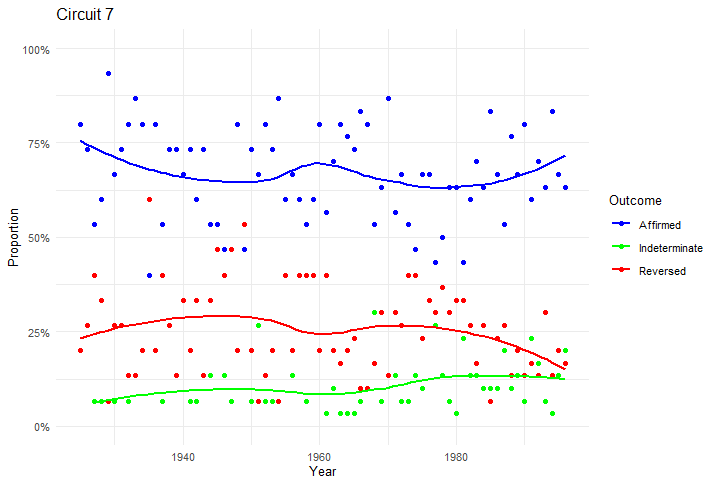 Circuit 7
100%
75%
50%
25%
0%
Proportion
1940
1960
1980
Year
Outcome
Affirmed
Indeterminate
Reversed